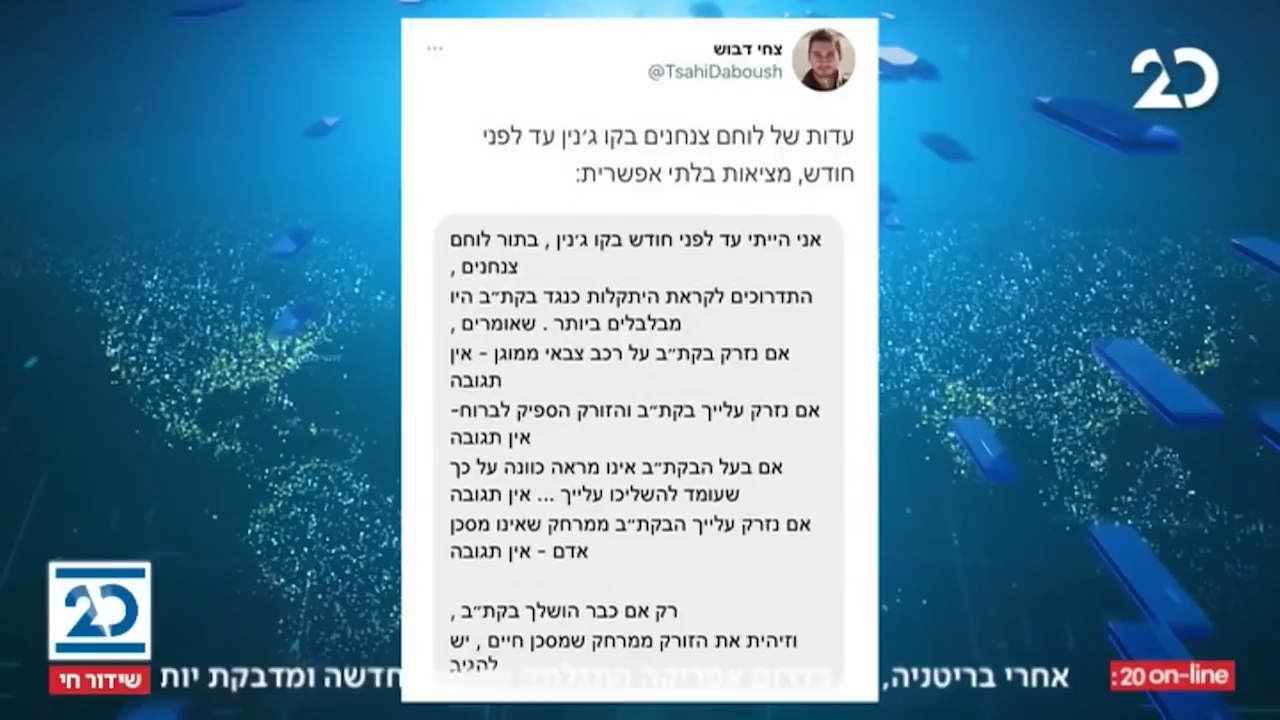 צחי דבוש
@TsahiDaboush
20
עדות של לוחם צנחנים בקו ג׳נין עד לפני
חודש, מציאות בלתי אפשרית:
אני הייתי עד לפני חודש בקו ג׳נין , בתור לוחם
צנחנים ,
התדרוכים לקראת היתקלות כנגד בקת״ב היו
מבלבלים ביותר . שאומרים ,
אם נזרק בקת״ב על רכב צבאי ממוגן - אין
תגובה
אם נזרק עלייך בקת״ב והזורק הספיק לברוח-
אין תגובה
אם בעל הבקת״ב אינו מראה כוונה על כך
שעומד להשליכו עלייך ... אין תגובה
אם נזרק עלייך הבקת״ב ממרחק שאינו מסכן
אדם - אין תגובה
רק אם כבר הושלך בקת״ב ,
וזיהית את הזורק ממרחק שמסכן חיים , יש
להגיב
20
שידור חי
20 on-line:
אחרי בריטניה, חדשה ומדבקת יות